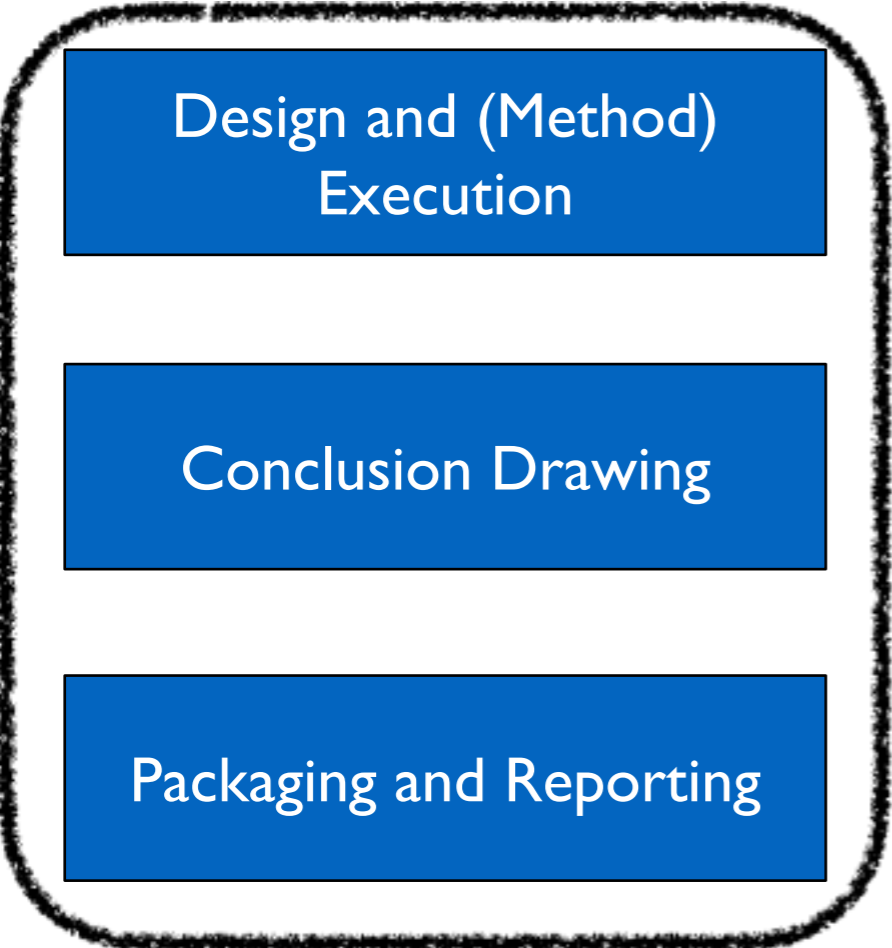 Design and (Method)
Execution
Conclusion Drawing
Packaging and Reporting